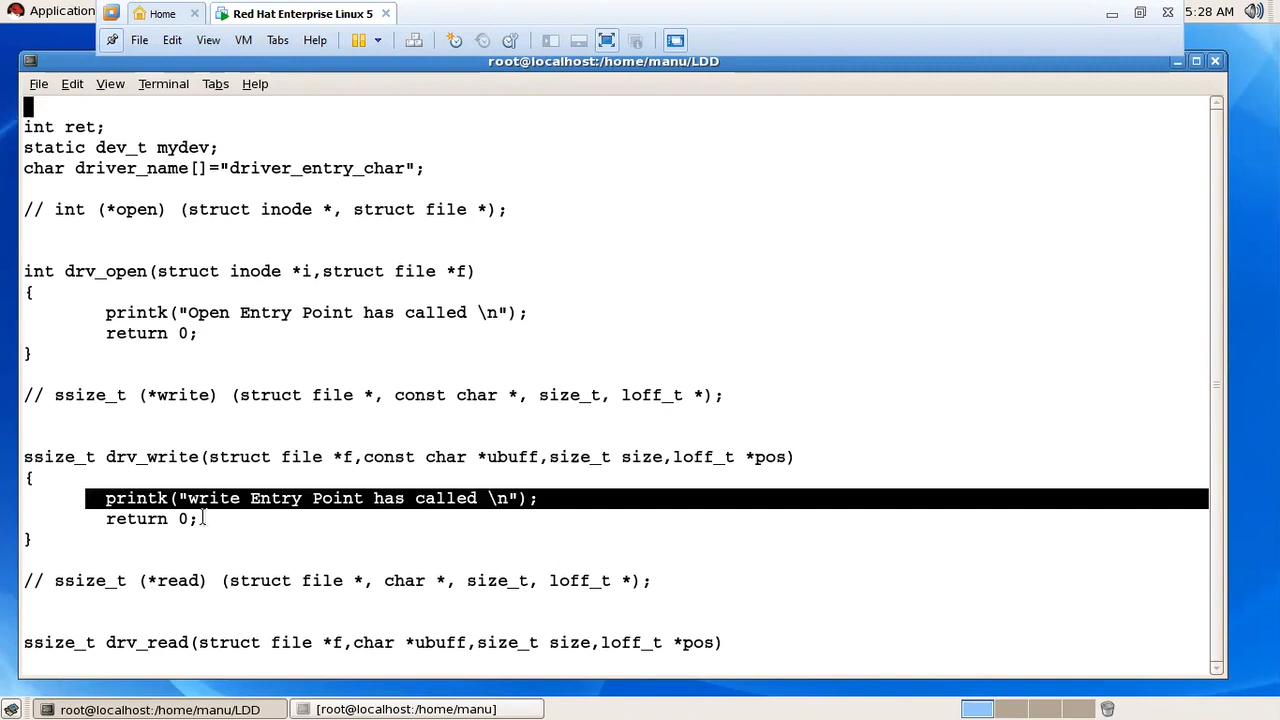 Application
Home
Red Hat Enterprise Linux 5
5:28 AM
File Edit View VM Tabs Help
root@localhost:/home/manu/LDD
File Edit View Terminal Tabs Help
int ret;
static dev_t mydev;
char driver_name[]="driver_entry_char";
// int (*open) (struct inode *, struct file *);
int drv_open(struct inode *i,struct file *f)
{
printk("Open Entry Point has called \n");
return 0;
}
// ssize_t (*write) (struct file *, const char *, size_t, loff_t *);
ssize_t drv_write(struct file *f,const char *ubuff,size_t size,loff_t *pos)
{
printk("write Entry Point has called \n");
return 0;
}
// ssize_t (*read) (struct file *, char *, size_t, loff_t *);
ssize_t drv_read(struct file *f,char *ubuff,size_t size,loff_t *pos)
root@localhost:/home/manu/LDD
[root@localhost:/home/manu]